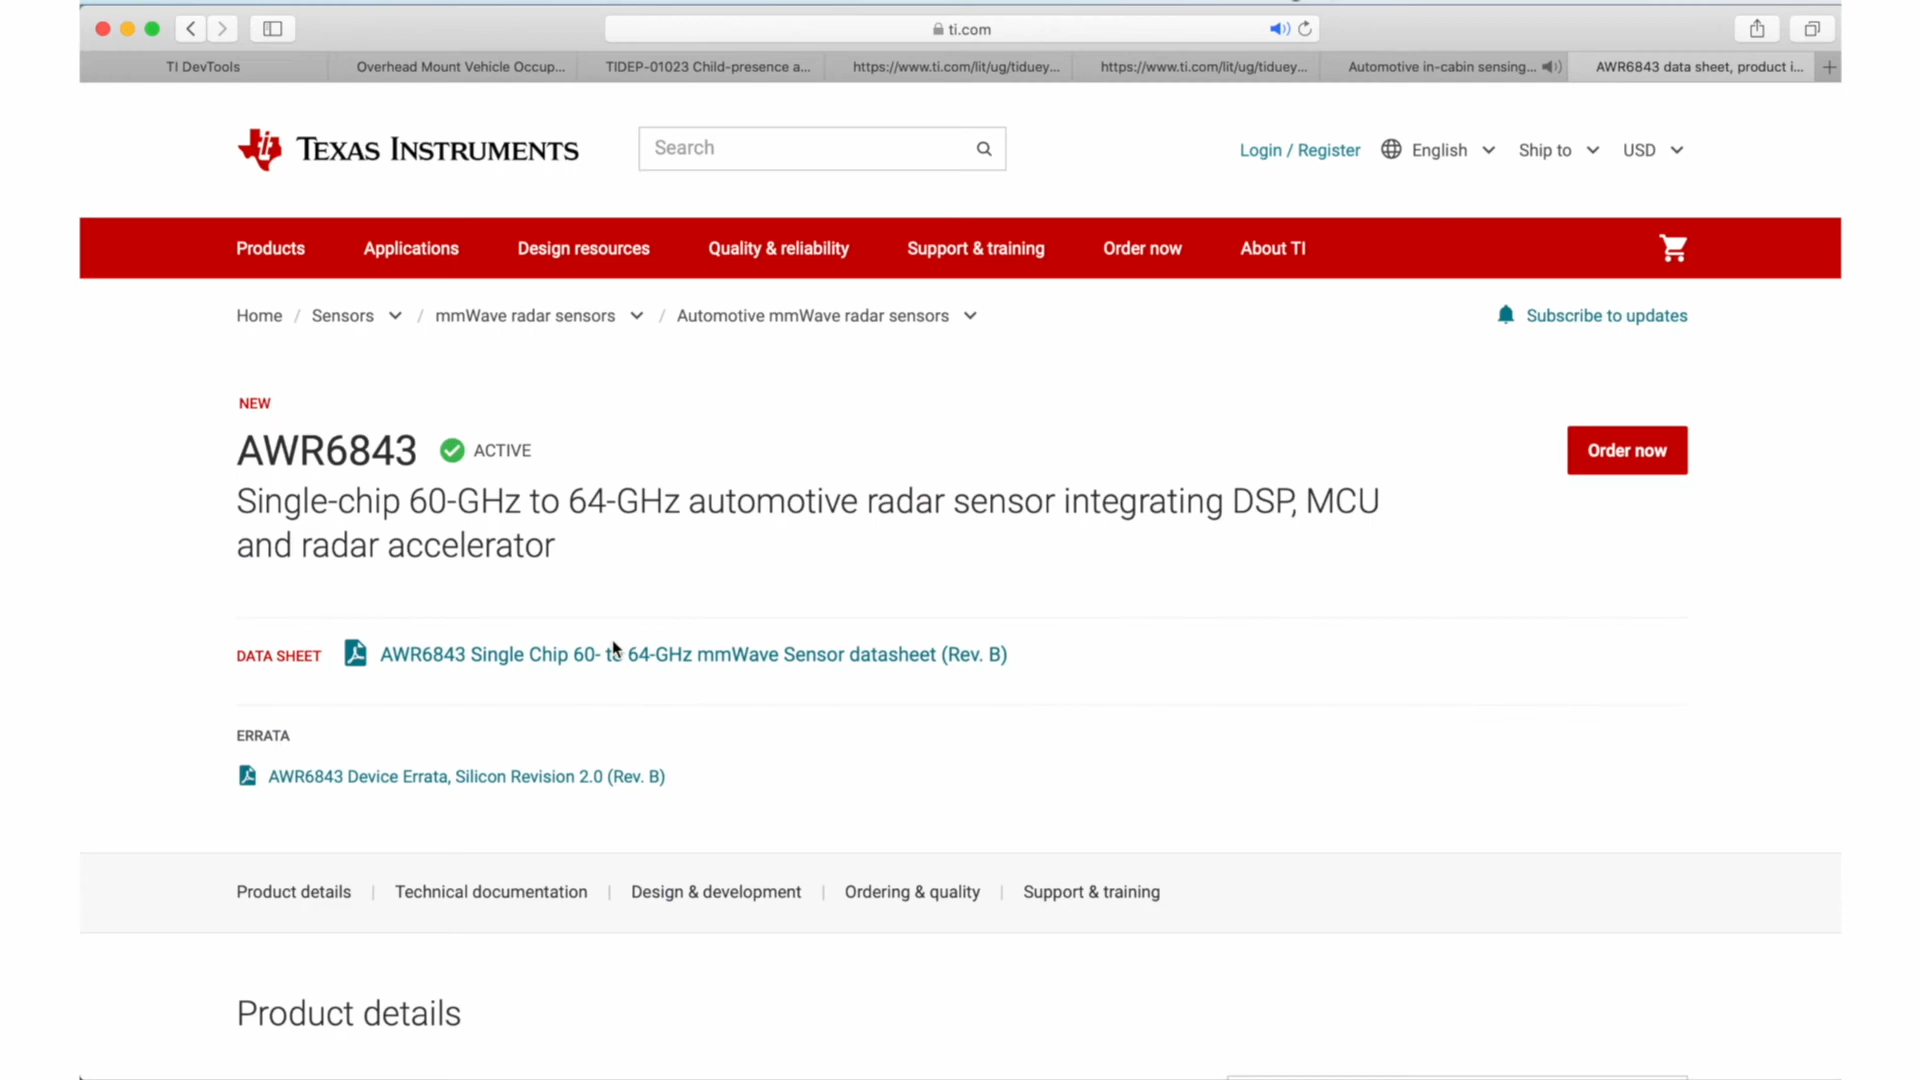 ti.com
TI DevTools
Overhead Mount Vehicle Occup...
TIDEP-01023 Child-presence a...
https://www.ti.com/lit/ug/tiduey...
https://www.ti.com/lit/ug/tiduey...
Automotive in-cabin sensing...
AWR6843 data sheet, product i...
TEXAS INSTRUMENTS
Search
Login / Register
English
Ship to
USD
Products
Applications
Design resources
Quality & reliability
Support & training
Order now
About TI
Home / Sensors / mmWave radar sensors / Automotive mmWave radar sensors
Subscribe to updates
NEW
AWR6843
ACTIVE
Order now
Single-chip 60-GHz to 64-GHz automotive radar sensor integrating DSP, MCU
and radar accelerator
DATA SHEET
AWR6843 Single Chip 60- to 64-GHz mmWave Sensor datasheet (Rev. B)
ERRATA
AWR6843 Device Errata, Silicon Revision 2.0 (Rev. B)
Product details | Technical documentation | Design & development | Ordering & quality | Support & training
Product details